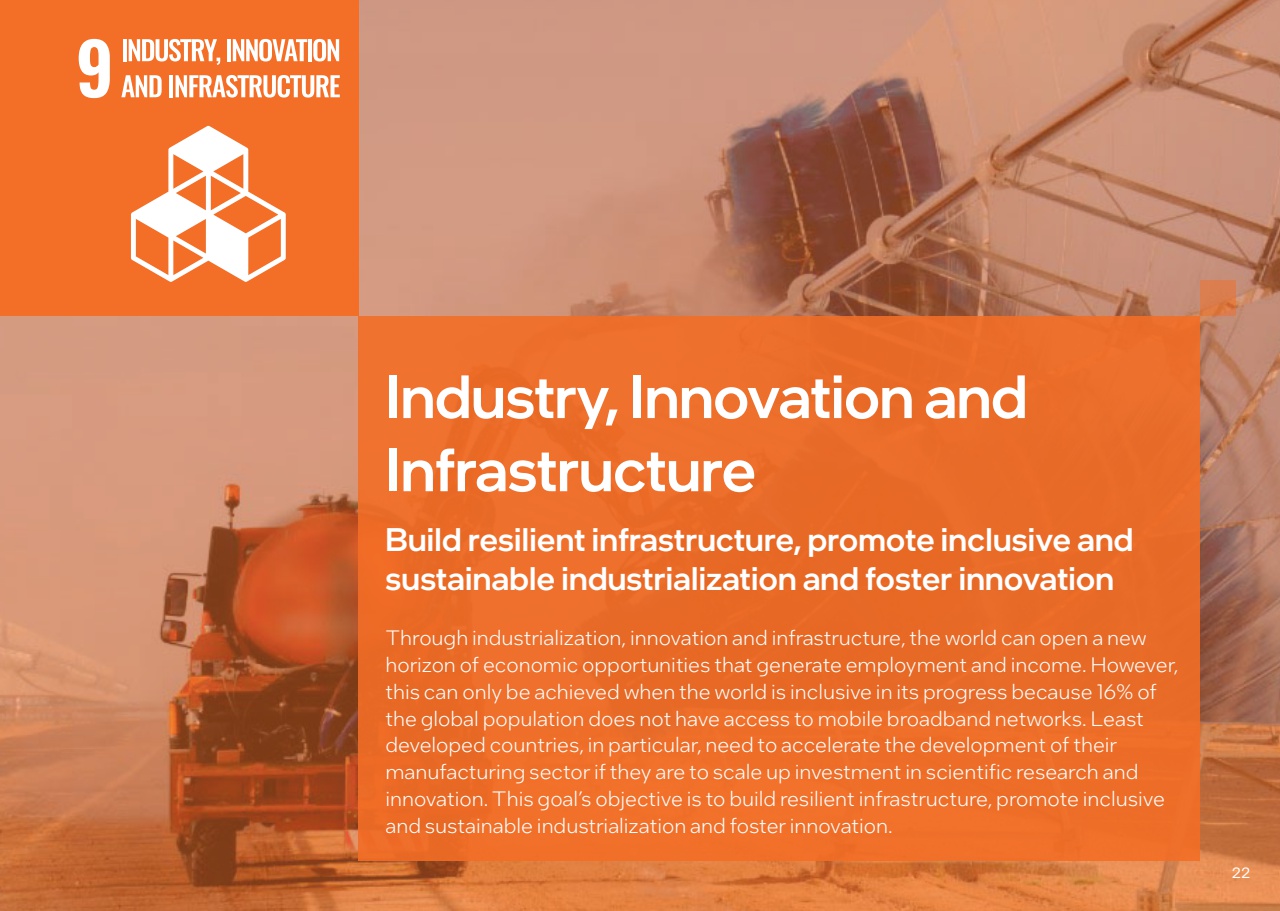 9 INDUSTRY, INNOVATION
AND INFRASTRUCTURE
Industry, Innovation and
Infrastructure
Build resilient infrastructure, promote inclusive and
sustainable industrialization and foster innovation
Through industrialization, innovation and infrastructure, the world can open a new
horizon of economic opportunities that generate employment and income. However,
this can only be achieved when the world is inclusive in its progress because 16% of
the global population does not have access to mobile broadband networks. Least
developed countries, in particular, need to accelerate the development of their
manufacturing sector if they are to scale up investment in scientific research and
innovation. This goal’s objective is to build resilient infrastructure, promote inclusive
and sustainable industrialization and foster innovation.
22